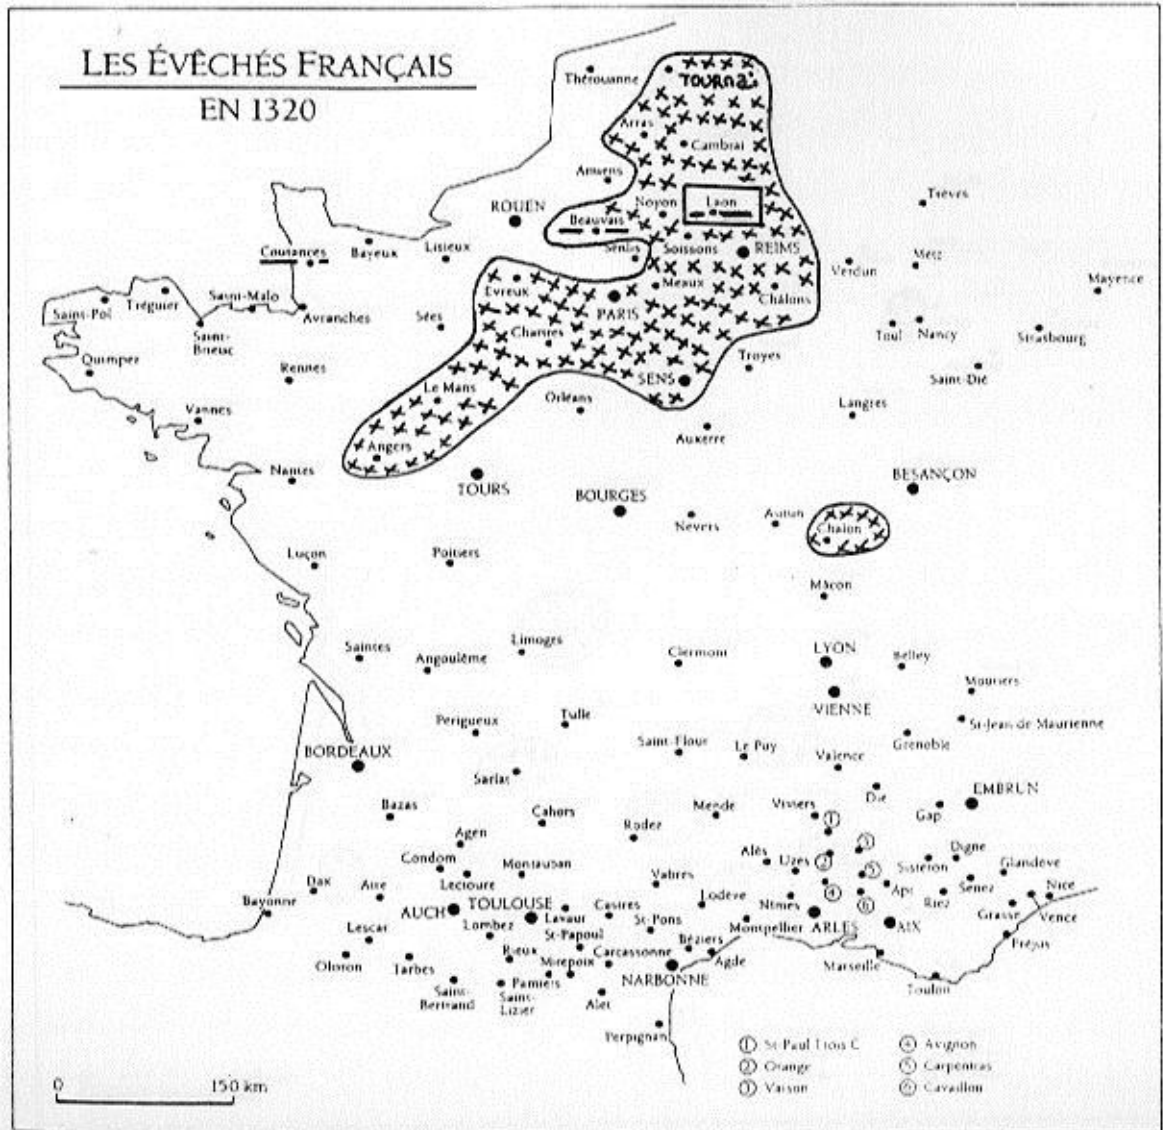 LES ÉVÊCHÉS FRANÇAIS
EN 1320
Thérouanne
TOURNAI
Arras
Cambrai
Amiens
Noyon
Laon
Trèves
ROUEN
Beauvais
Coutances
Bayeux
Lisieux
Senlis
Soissons
REIMS
Verdun
Metz
Mayence
Evreux
Meaux
Châlons
Saint-Pol
Tréguier
Saint-Malo
Avranches
Sées
PARIS
Chartres
Toul
Nancy
Strasbourg
Saint-Brieuc
Quimper
Rennes
Troyes
Saint-Dié
SENS
Le Mans
Orléans
Langres
Vannes
Auxerre
Angers
Nantes
TOURS
BOURGES
BESANÇON
Nevers
Autun
Chalon
Luçon
Poitiers
Mâcon
Saintes
Angoulême
Limoges
Clermont
LYON
Belley
Mouriers
VIENNE
St-Jean de Maurienne
Périgueux
Tulle
BORDEAUX
Saint-Flour
Le Puy
Valence
Grenoble
Sarlat
Die
EMBRUN
Bazas
Cahors
Mende
Viviers
Gap
Agen
Rodez
1
3
Condom
Montauban
Alès
Uzès
2
Sisteron
Digne
Glandève
Lectoure
5
Dax
Aire
Vabres
Lodève
Nîmes
4
6
Apt
Riez
Senez
Nice
Bayonne
AUCH
TOULOUSE
Lavaur
Castres
St-Pons
Montpellier
ARLES
AIX
Grasse
Vence
Lescar
Lombez
St-Papoul
Fréjus
Oloron
Tarbes
Rieux
Mirepoix
Carcassonne
Béziers
Agde
Marseille
Saint-Bertrand
Saint-Lizier
Pamiers
Alet
NARBONNE
Toulon
Perpignan
1 St-Paul Trois C
4 Avignon
2 Orange
5 Carpentras
3 Vaison
6 Cavaillon
0 150 km